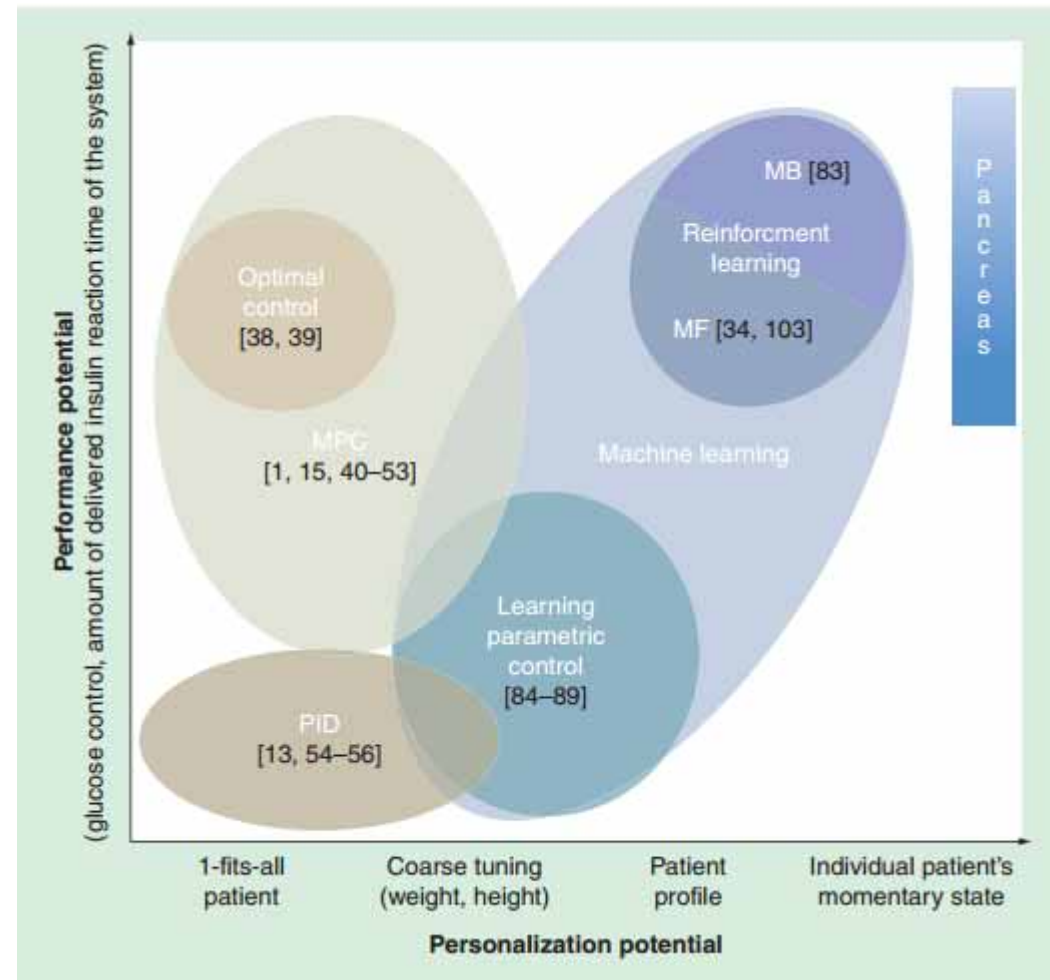 Performance potential
(glucose control, amount of delivered insulin reaction time of the system)
Optimal
control
[38, 39]
MPC
[1, 15, 40–53]
PID
[13, 54–56]
MB [83]
Reinforcment
learning
MF [34, 103]
Machine learning
Learning
parametric
control
[84–89]
Pancreas
1-fits-all
patient
Coarse tuning
(weight, height)
Patient
profile
Individual patient's
momentary state
Personalization potential